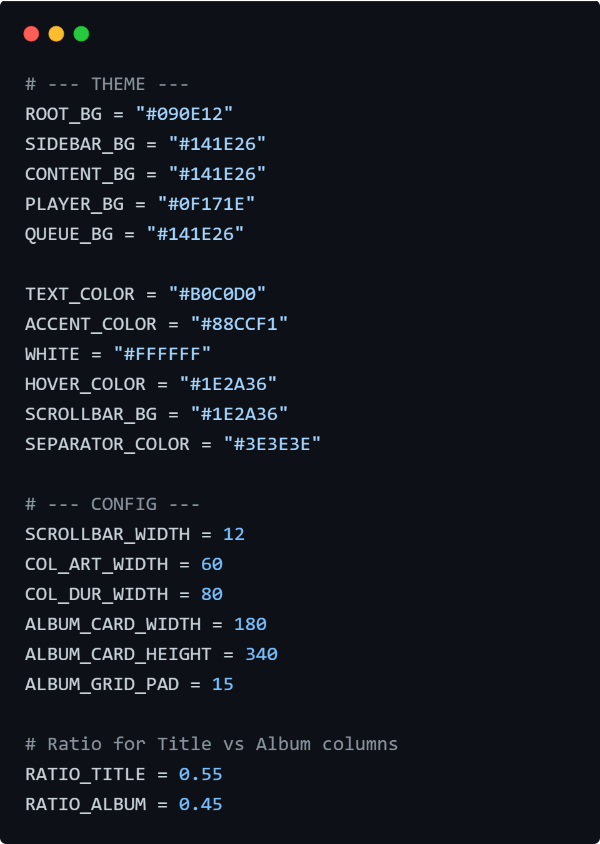 # --- THEME ---
ROOT_BG = "#090E12"
SIDEBAR_BG = "#141E26"
CONTENT_BG = "#141E26"
PLAYER_BG = "#0F171E"
QUEUE_BG = "#141E26"

TEXT_COLOR = "#B0C0D0"
ACCENT_COLOR = "#88CCF1"
WHITE = "#FFFFFF"
HOVER_COLOR = "#1E2A36"
SCROLLBAR_BG = "#1E2A36"
SEPARATOR_COLOR = "#3E3E3E"

# --- CONFIG ---
SCROLLBAR_WIDTH = 12
COL_ART_WIDTH = 60
COL_DUR_WIDTH = 80
ALBUM_CARD_WIDTH = 180
ALBUM_CARD_HEIGHT = 340
ALBUM_GRID_PAD = 15

# Ratio for Title vs Album columns
RATIO_TITLE = 0.55
RATIO_ALBUM = 0.45